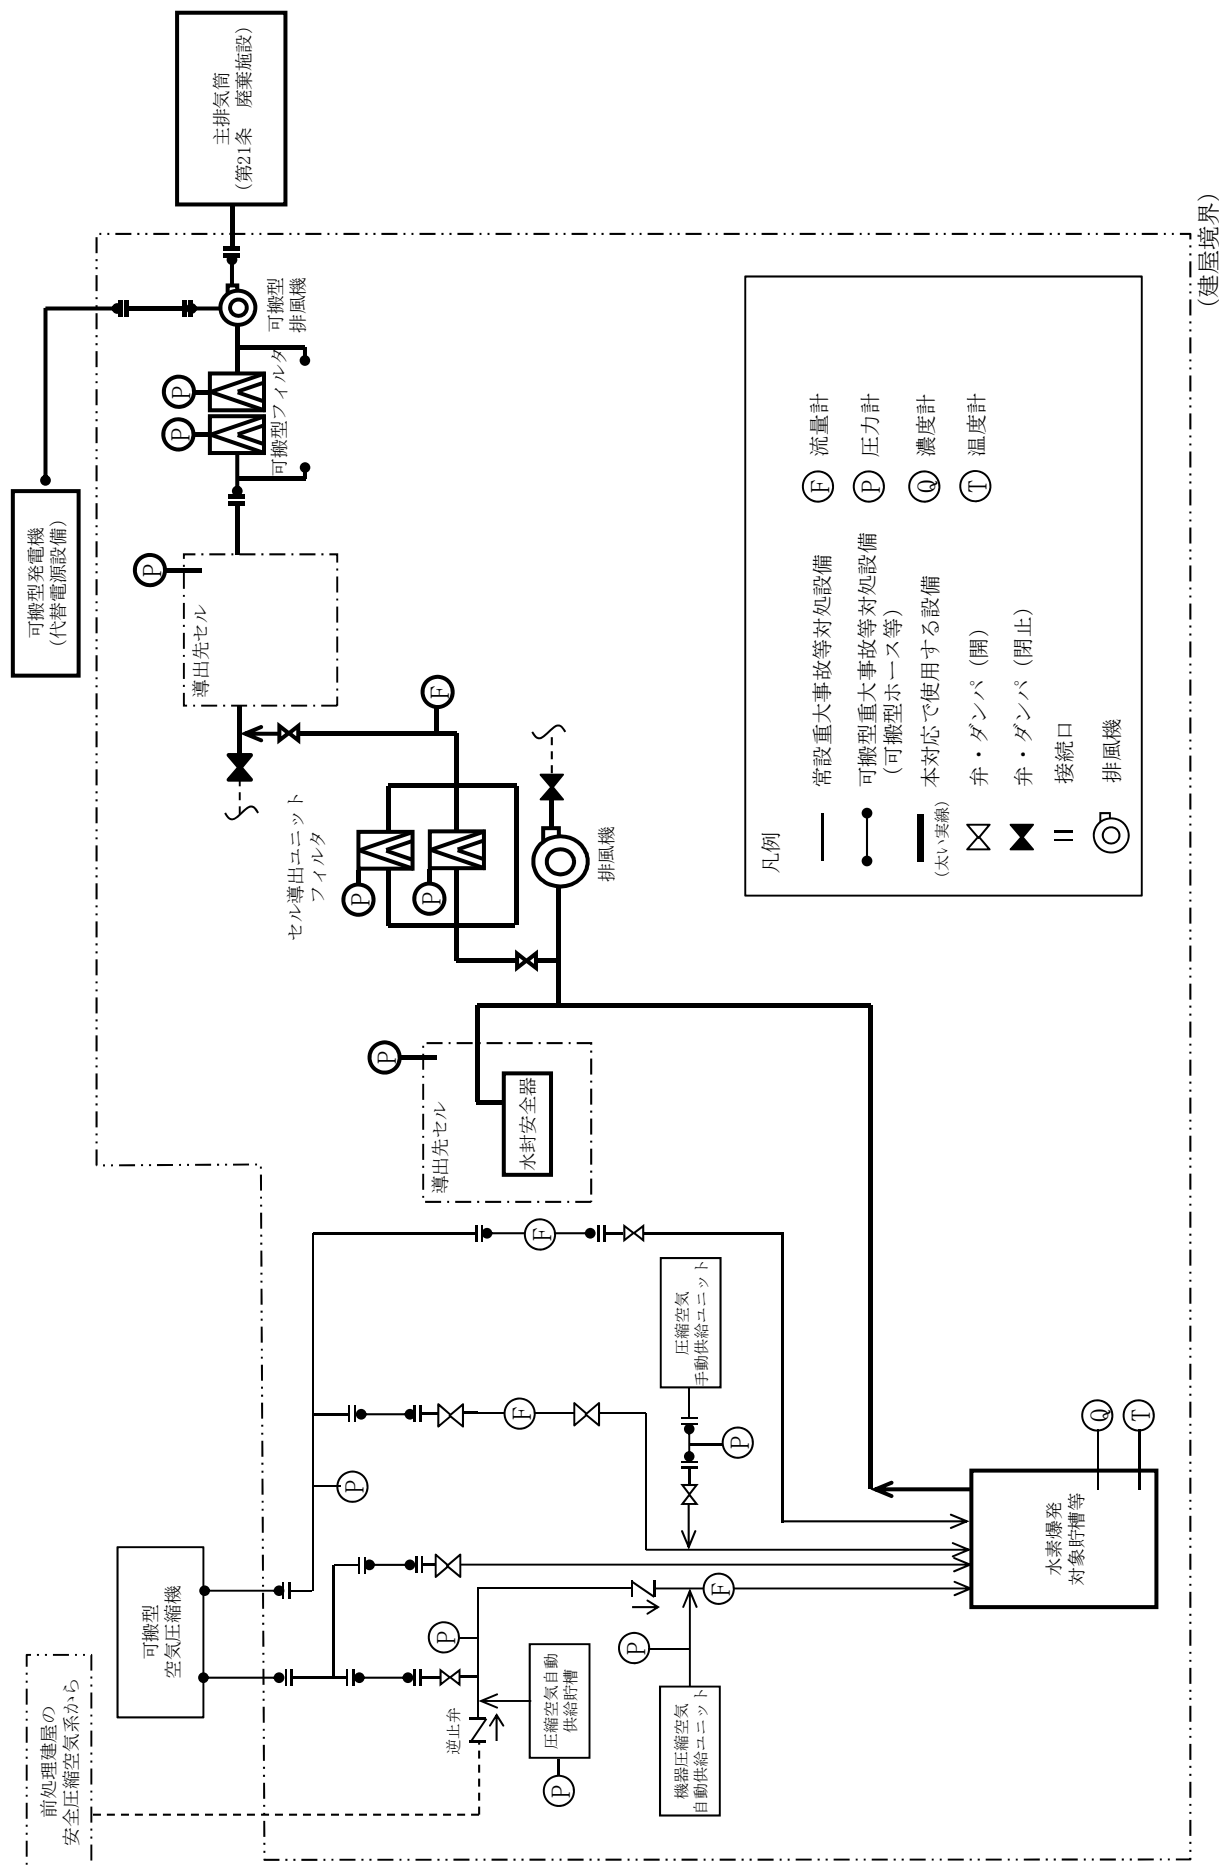 主排気筒
(第21条　廃棄施設)
(建屋境界)
可搬型
排風機
可搬型フィルタ
P
P
可搬型発電機
(代替電源設備)
P
導出先セル
F
セル導出ユニット
フィルタ
P
P
排風機
P
導出先セル
水封安全器
F
圧縮空気
手動供給ユニット
F
P
P
Q
T
水素爆発
対象貯槽等
可搬型
空気圧縮機
前処理建屋の
安全圧縮空気系から
P
F
P
逆止弁
圧縮空気自動
供給貯槽
P
機器圧縮空気
自動供給ユニット
凡例
常設重大事故等対処設備
可搬型重大事故等対処設備
(可搬型ホース等)
本対応で使用する設備
(太い実線)
弁・ダンパ (開)
弁・ダンパ (閉止)
接続口
排風機
F 流量計
P 圧力計
Q 濃度計
T 温度計